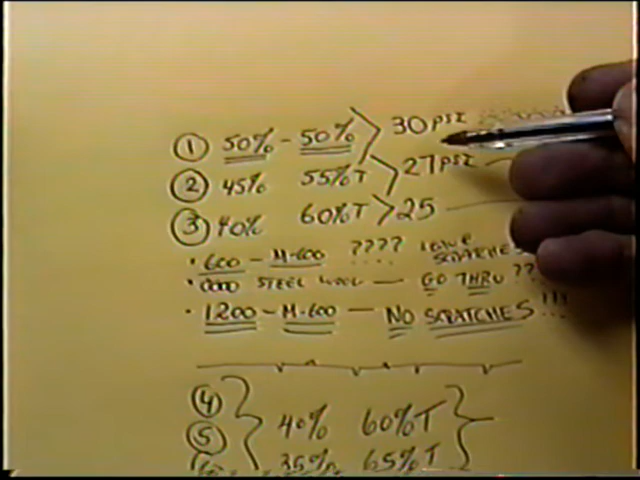 ① 50% - 50% > 30 PSI
② 45% 55% T > 27 PSI
③ 40% 60% T > 25
• 600 - M-600 ???? LEAVE SCRATCHES
• 0000 STEEL WOOL — GO THRU ??
• 1200 - M-600 — NO SCRATCHES !!!
④ 40% 60% T
⑤
35% 65% T